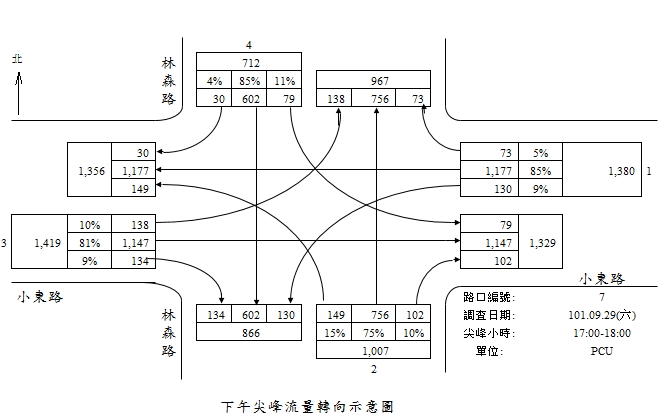 4
北
林森路
712
4% 85% 11%
30 602 79
967
138 756 73
1,356
30
1,177
149
73 5%
1,177 85%
130 9%
1,380
1
3
1,419
10% 138
81% 1,147
9% 134
79
1,147
102
1,329
小東路
小東路
林森路
134 602 130
866
149 756 102
15% 75% 10%
1,007
2
路口編號: 7
調查日期: 101.09.29(六)
尖峰小時: 17:00-18:00
單位: PCU
下午尖峰流量轉向示意圖